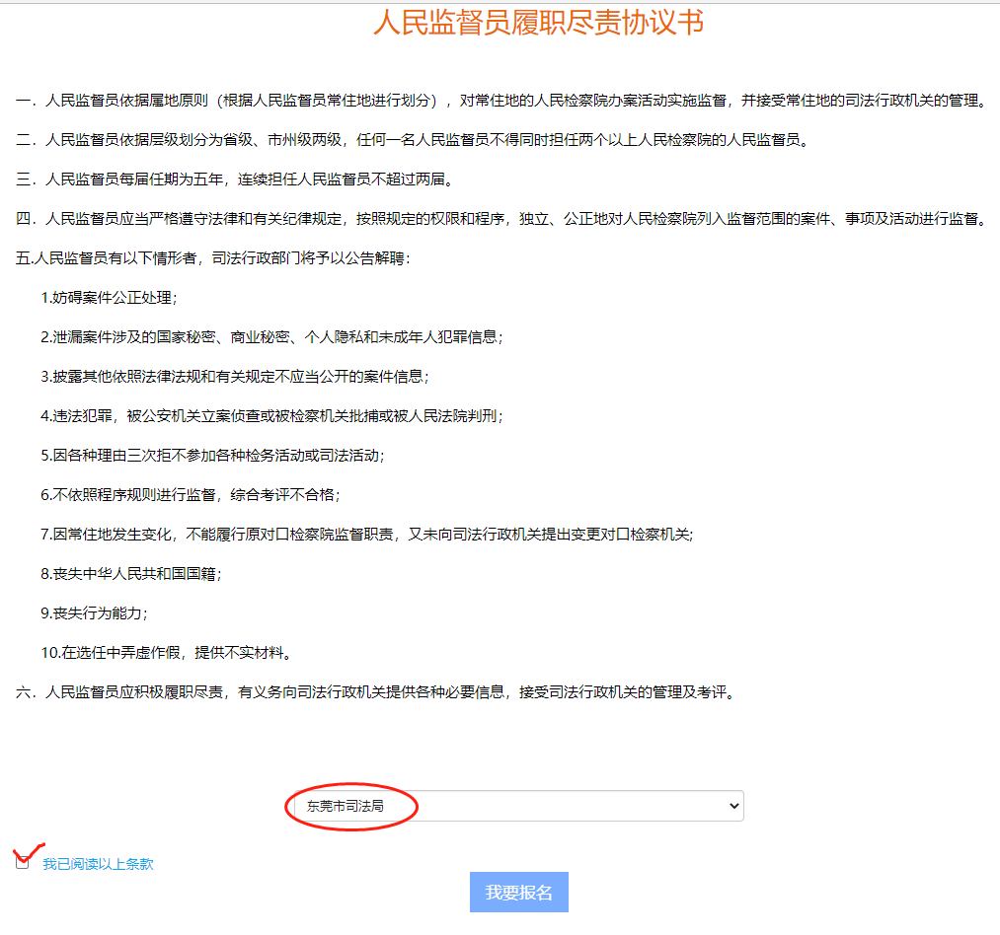 人民监督员履职尽责协议书
一．人民监督员依据属地原则（根据人民监督员常住地进行划分），对常住地的人民检察院办案活动实施监督，并接受常住地的司法行政机关的管理。
二．人民监督员依据层级划分为省级、市州级两级，任何一名人民监督员不得同时担任两个以上人民检察院的人民监督员。
三．人民监督员每届任期为五年，连续担任人民监督员不超过两届。
四．人民监督员应当严格遵守法律和有关纪律规定，按照规定的权限和程序，独立、公正地对人民检察院列入监督范围的案件、事项及活动进行监督。
五.人民监督员有以下情形者，司法行政部门将予以公告解聘：
1.妨碍案件公正处理；
2.泄漏案件涉及的国家秘密、商业秘密、个人隐私和未成年人犯罪信息；
3.披露其他依照法律法规和有关规定不应当公开的案件信息；
4.违法犯罪，被公安机关立案侦查或被检察机关批捕或被人民法院判刑；
5.因各种理由三次拒不参加各种检务活动或司法活动；
6.不依照程序规则进行监督，综合考评不合格；
7.因常住地发生变化，不能履行原对口检察院监督职责，又未向司法行政机关提出变更对口检察机关;
8.丧失中华人民共和国国籍；
9.丧失行为能力；
10.在选任中弄虚作假，提供不实材料。
六．人民监督员应积极履职尽责，有义务向司法行政机关提供各种必要信息，接受司法行政机关的管理及考评。
东莞市司法局
我已阅读以上条款
我要报名